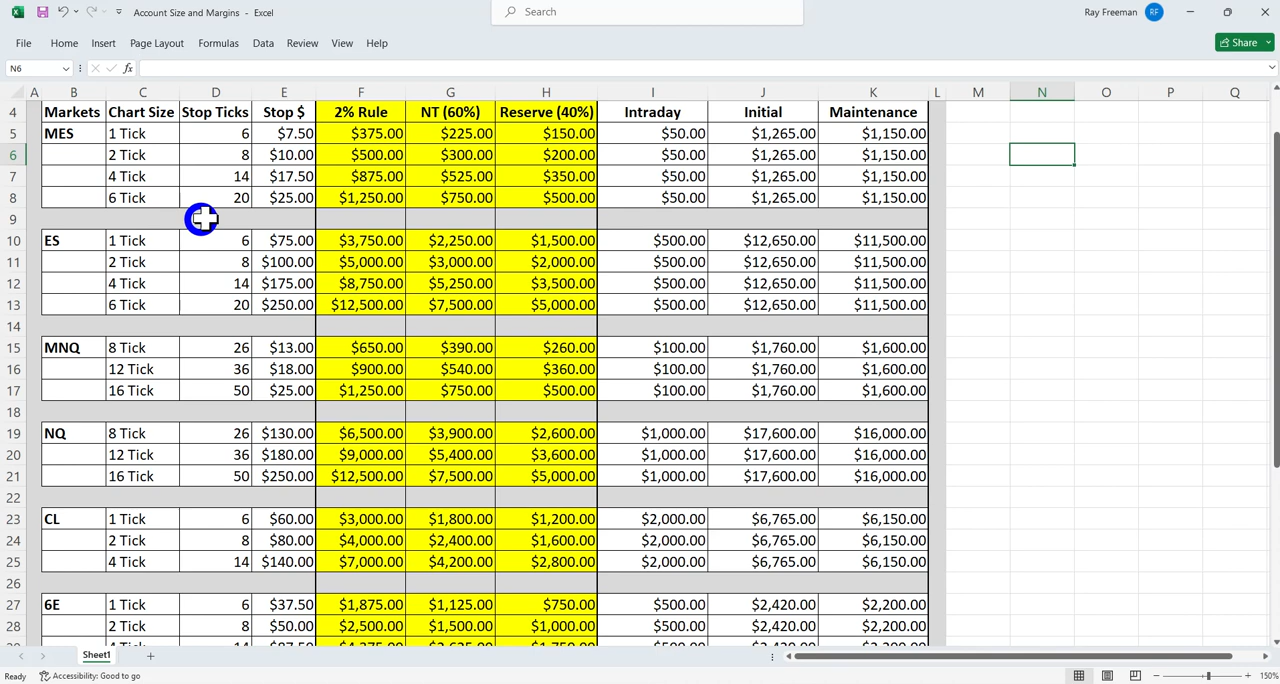 Account Size and Margins - Excel
Search
Ray Freeman RF
File Home Insert Page Layout Formulas Data Review View Help
Share
N6 fx
A B C D E F G H I J K L M N O P Q
4 Markets Chart Size Stop Ticks Stop $ 2% Rule NT (60%) Reserve (40%) Intraday Initial Maintenance
5 MES 1 Tick 6 $7.50 $375.00 $225.00 $150.00 $50.00 $1,265.00 $1,150.00
6 2 Tick 8 $10.00 $500.00 $300.00 $200.00 $50.00 $1,265.00 $1,150.00
7 4 Tick 14 $17.50 $875.00 $525.00 $350.00 $50.00 $1,265.00 $1,150.00
8 6 Tick 20 $25.00 $1,250.00 $750.00 $500.00 $50.00 $1,265.00 $1,150.00
9
10 ES 1 Tick 6 $75.00 $3,750.00 $2,250.00 $1,500.00 $500.00 $12,650.00 $11,500.00
11 2 Tick 8 $100.00 $5,000.00 $3,000.00 $2,000.00 $500.00 $12,650.00 $11,500.00
12 4 Tick 14 $175.00 $8,750.00 $5,250.00 $3,500.00 $500.00 $12,650.00 $11,500.00
13 6 Tick 20 $250.00 $12,500.00 $7,500.00 $5,000.00 $500.00 $12,650.00 $11,500.00
14
15 MNQ 8 Tick 26 $13.00 $650.00 $390.00 $260.00 $100.00 $1,760.00 $1,600.00
16 12 Tick 36 $18.00 $900.00 $540.00 $360.00 $100.00 $1,760.00 $1,600.00
17 16 Tick 50 $25.00 $1,250.00 $750.00 $500.00 $100.00 $1,760.00 $1,600.00
18
19 NQ 8 Tick 26 $130.00 $6,500.00 $3,900.00 $2,600.00 $1,000.00 $17,600.00 $16,000.00
20 12 Tick 36 $180.00 $9,000.00 $5,400.00 $3,600.00 $1,000.00 $17,600.00 $16,000.00
21 16 Tick 50 $250.00 $12,500.00 $7,500.00 $5,000.00 $1,000.00 $17,600.00 $16,000.00
22
23 CL 1 Tick 6 $60.00 $3,000.00 $1,800.00 $1,200.00 $2,000.00 $6,765.00 $6,150.00
24 2 Tick 8 $80.00 $4,000.00 $2,400.00 $1,600.00 $2,000.00 $6,765.00 $6,150.00
25 4 Tick 14 $140.00 $7,000.00 $4,200.00 $2,800.00 $2,000.00 $6,765.00 $6,150.00
26
27 6E 1 Tick 6 $37.50 $1,875.00 $1,125.00 $750.00 $500.00 $2,420.00 $2,200.00
28 2 Tick 8 $50.00 $2,500.00 $1,500.00 $1,000.00 $500.00 $2,420.00 $2,200.00
Sheet1
Ready Accessibility: Good to go 150%